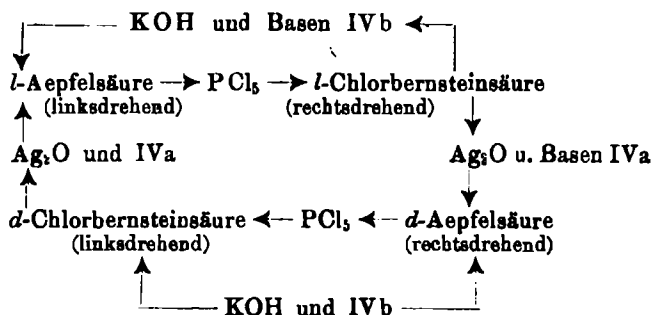 KOH und Basen IVb
l-Aepfelsäure → PCl₅ → l-Chlorbernsteinsäure
(linksdrehend) (rechtsdrehend)
Ag₂O und IVa Ag₂O u. Basen IVa
d-Chlorbernsteinsäure ← PCl₅ ← d-Aepfelsäure
(linksdrehend) (rechtsdrehend)
KOH und IVb